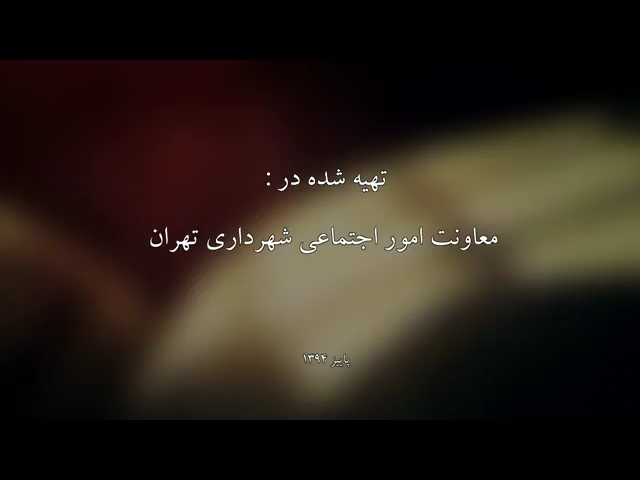 تهیه شده در :
معاونت امور اجتماعی شهرداری تهران
پاییز ۱۳۹۴